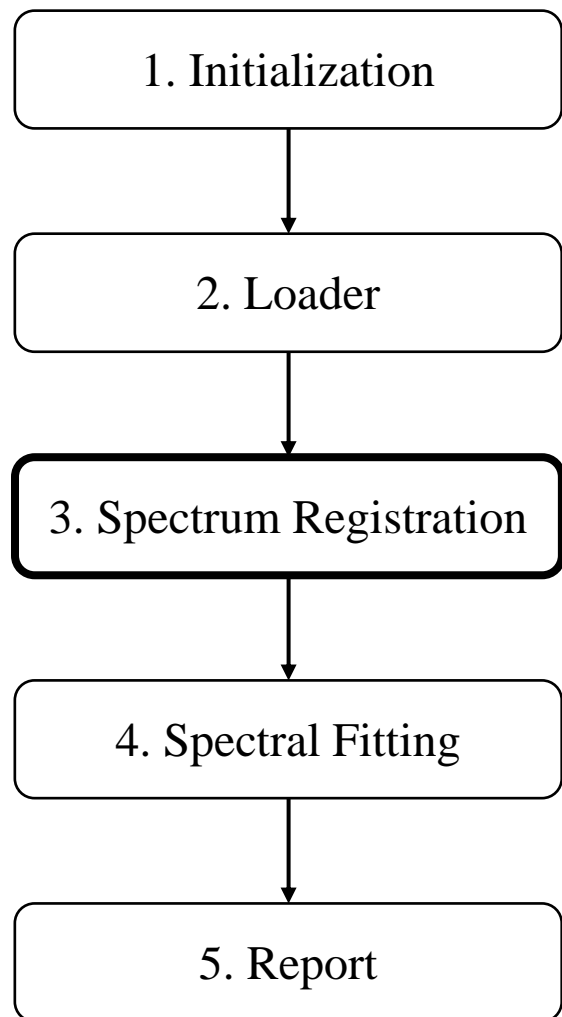 1. Initialization
2. Loader
3. Spectrum Registration
4. Spectral Fitting
5. Report